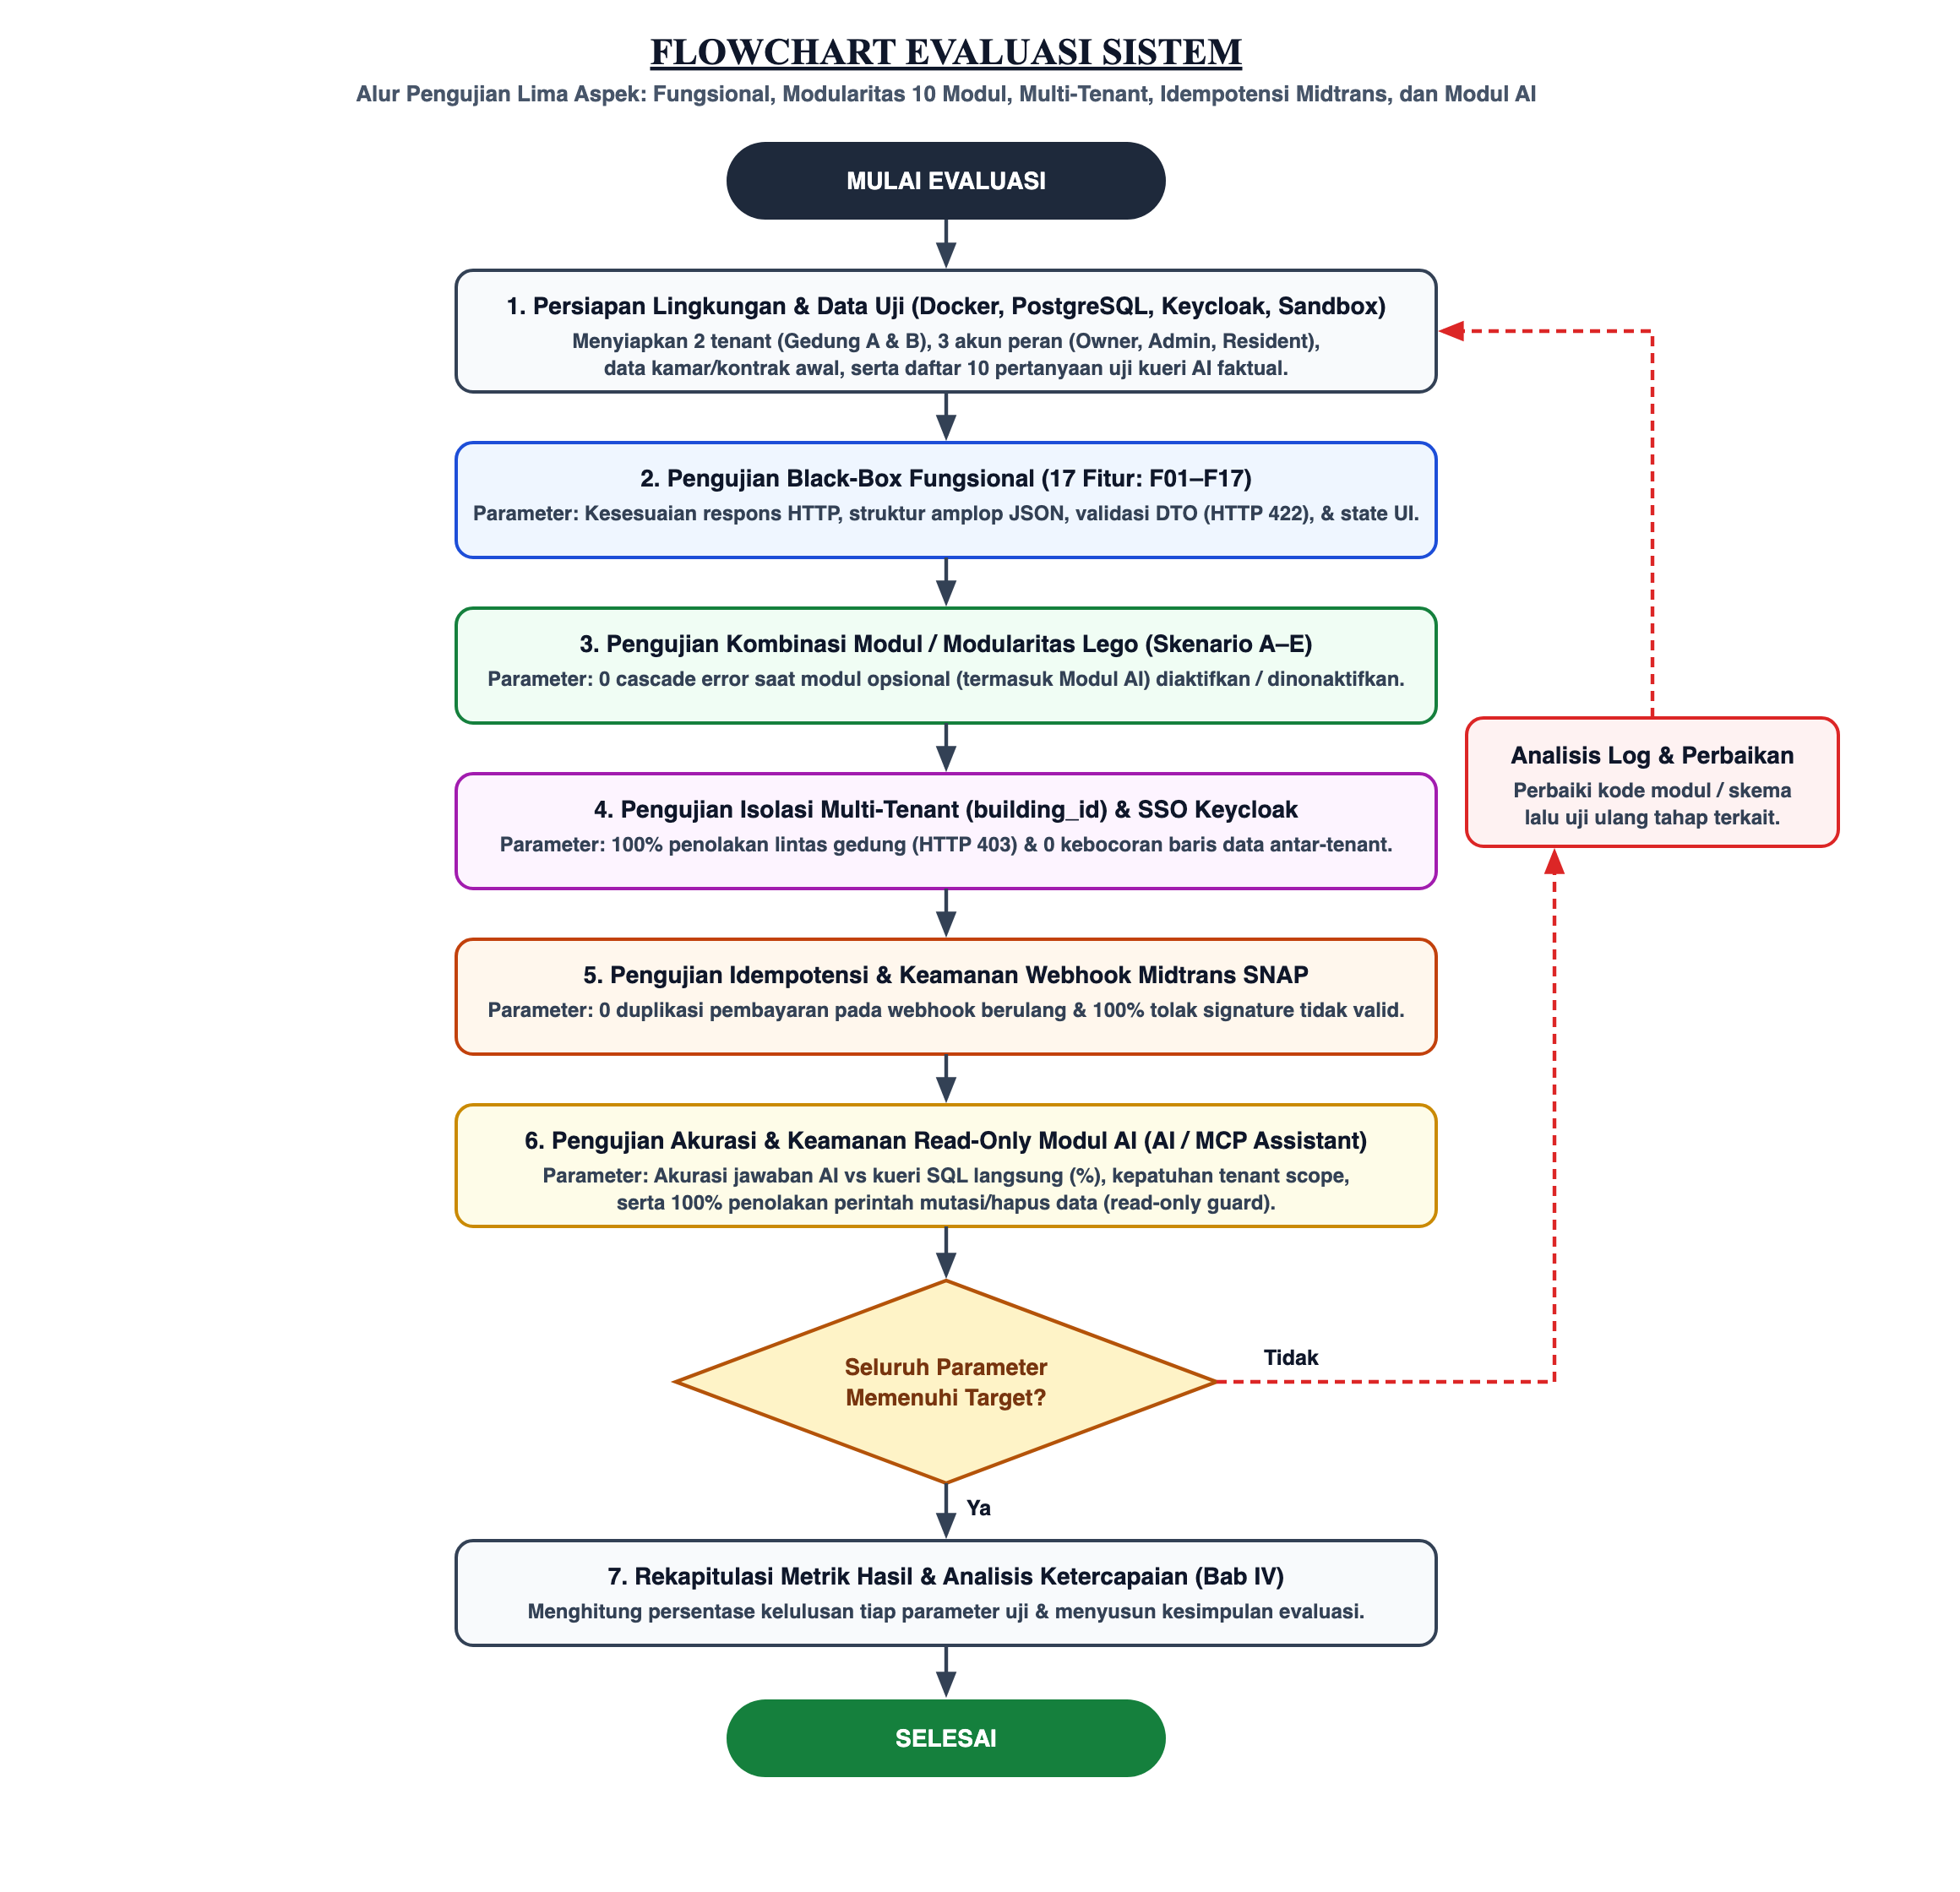 FLOWCHART EVALUASI SISTEM
Alur Pengujian Lima Aspek: Fungsional, Modularitas 10 Modul, Multi-Tenant, Idempotensi Midtrans, dan Modul AI
MULAI EVALUASI
1. Persiapan Lingkungan & Data Uji (Docker, PostgreSQL, Keycloak, Sandbox)
Menyiapkan 2 tenant (Gedung A & B), 3 akun peran (Owner, Admin, Resident),
data kamar/kontrak awal, serta daftar 10 pertanyaan uji kueri AI faktual.
2. Pengujian Black-Box Fungsional (17 Fitur: F01–F17)
Parameter: Kesesuaian respons HTTP, struktur amplop JSON, validasi DTO (HTTP 422), & state UI.
3. Pengujian Kombinasi Modul / Modularitas Lego (Skenario A–E)
Parameter: 0 cascade error saat modul opsional (termasuk Modul AI) diaktifkan / dinonaktifkan.
Analisis Log & Perbaikan
Perbaiki kode modul / skema
lalu uji ulang tahap terkait.
4. Pengujian Isolasi Multi-Tenant (building_id) & SSO Keycloak
Parameter: 100% penolakan lintas gedung (HTTP 403) & 0 kebocoran baris data antar-tenant.
5. Pengujian Idempotensi & Keamanan Webhook Midtrans SNAP
Parameter: 0 duplikasi pembayaran pada webhook berulang & 100% tolak signature tidak valid.
6. Pengujian Akurasi & Keamanan Read-Only Modul AI (AI / MCP Assistant)
Parameter: Akurasi jawaban AI vs kueri SQL langsung (%), kepatuhan tenant scope,
serta 100% penolakan perintah mutasi/hapus data (read-only guard).
Seluruh Parameter
Memenuhi Target?
Tidak
Ya
7. Rekapitulasi Metrik Hasil & Analisis Ketercapaian (Bab IV)
Menghitung persentase kelulusan tiap parameter uji & menyusun kesimpulan evaluasi.
SELESAI